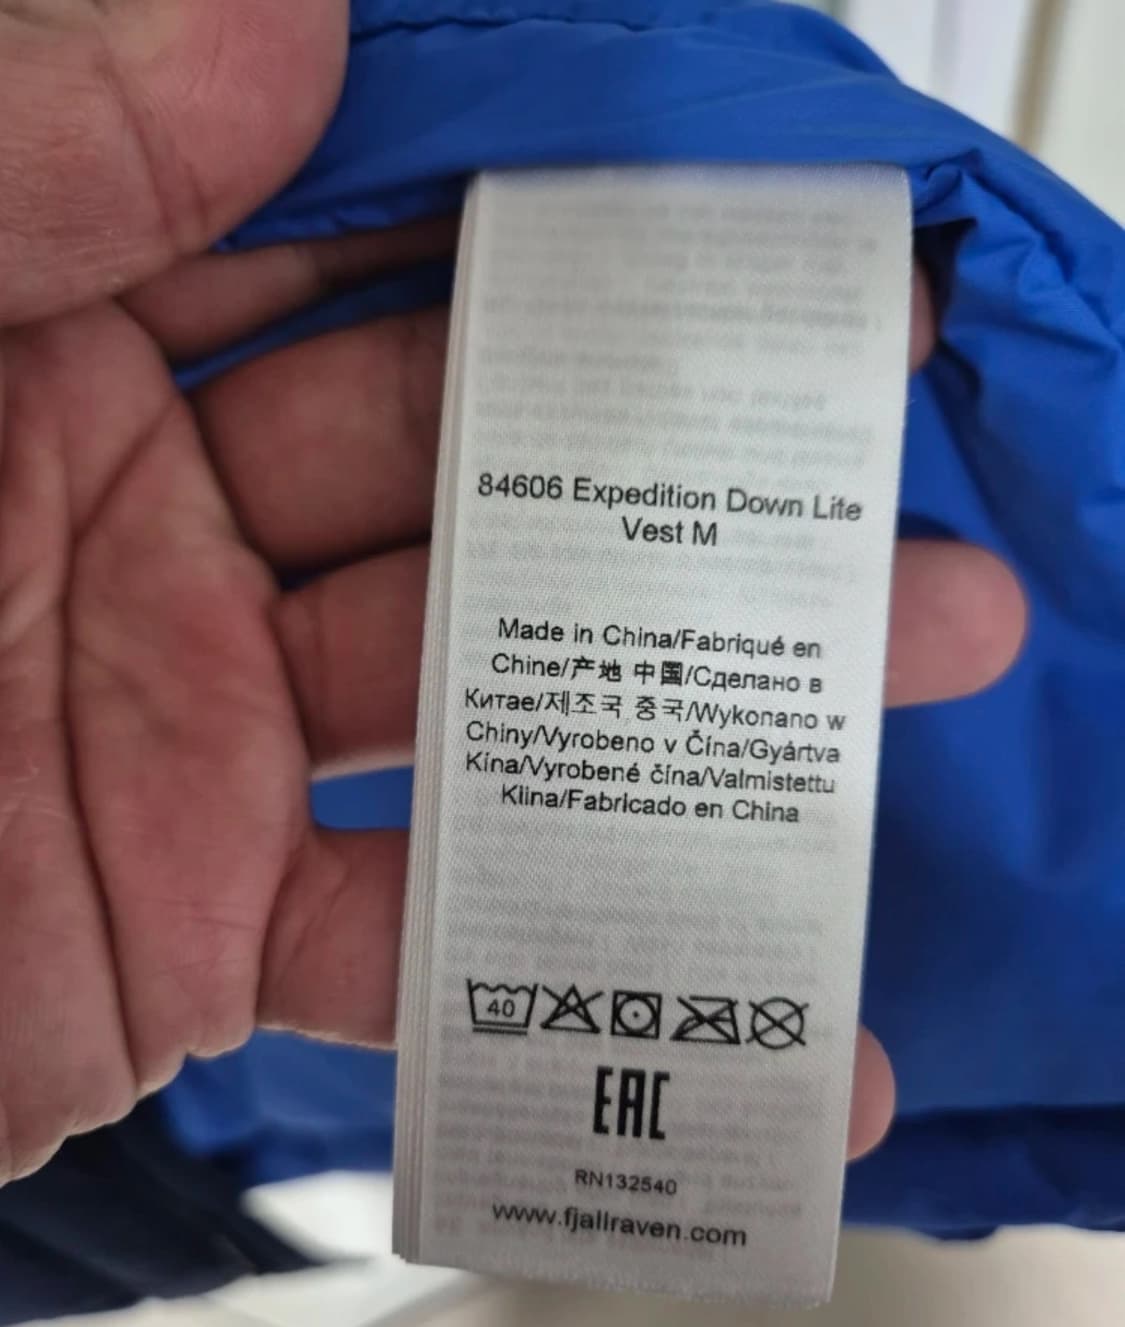 84606 Expedition Down Lite
Vest M
Made in China/Fabriqué en
Chine/产地 中国/Сделано в
Китае/제조국 중국/Wykonano w
Chiny/Vyrobeno v Čína/Gyártva
Kína/Vyrobené čína/Valmistettu
Kiina/Fabricado en China
40
EAC
RN132540
www.fjallraven.com